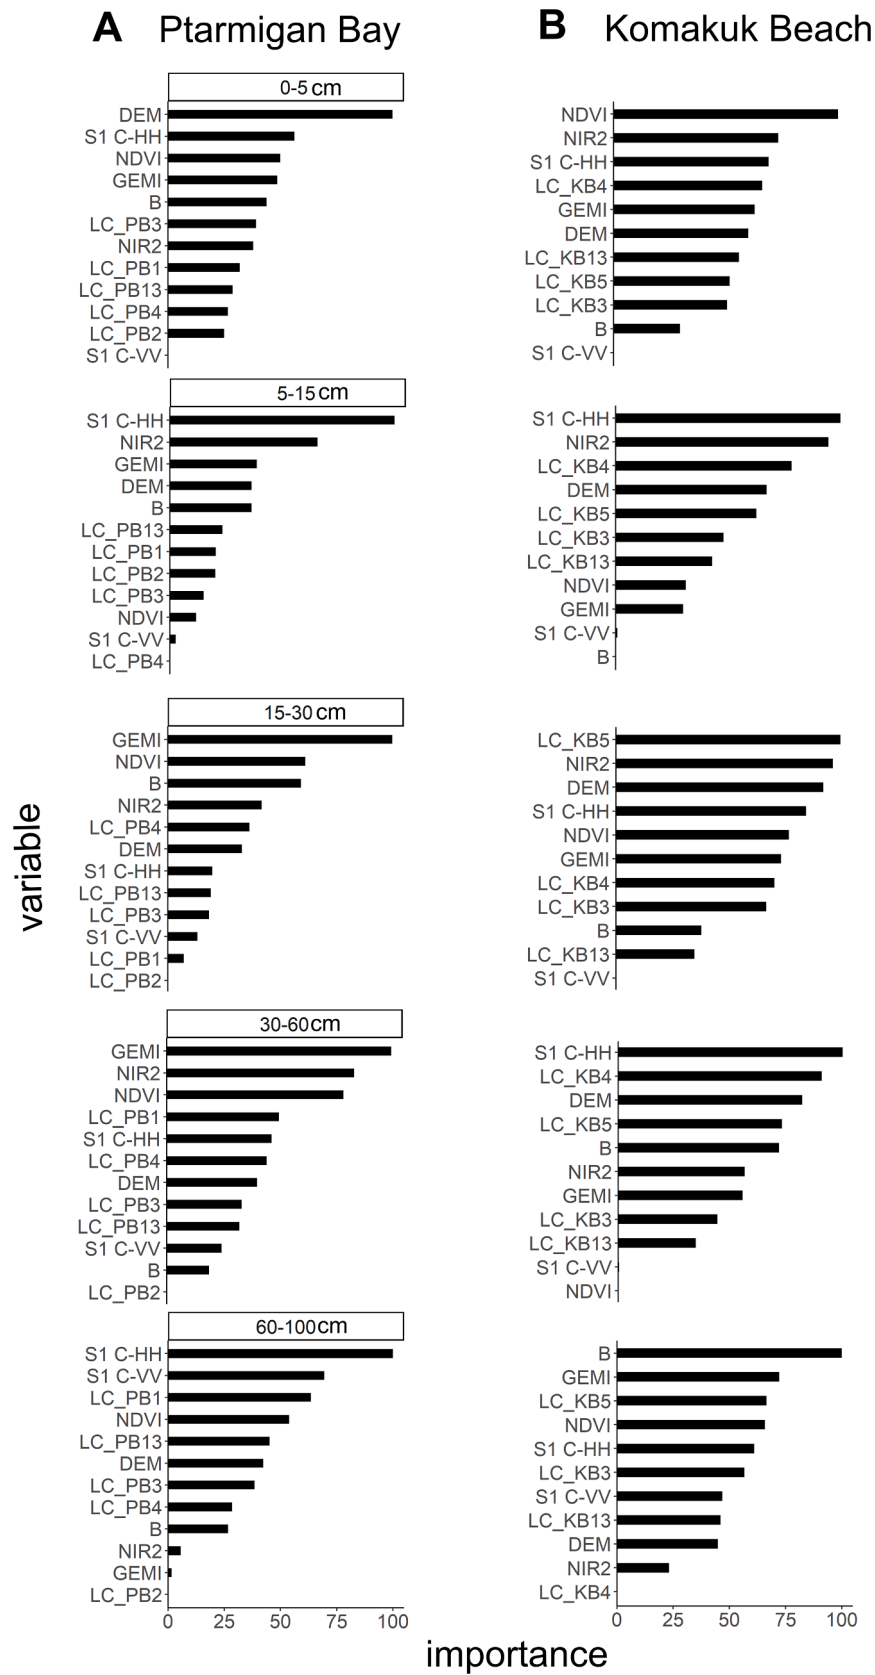 A Ptarmigan Bay
B Komakuk Beach
0-5 cm
DEM
S1 C-HH
NDVI
GEMI
B
LC_PB3
NIR2
LC_PB1
LC_PB13
LC_PB4
LC_PB2
S1 C-VV
NDVI
NIR2
S1 C-HH
LC_KB4
GEMI
DEM
LC_KB13
LC_KB5
LC_KB3
B
S1 C-VV
5-15 cm
S1 C-HH
NIR2
GEMI
DEM
B
LC_PB13
LC_PB1
LC_PB2
LC_PB3
NDVI
S1 C-VV
LC_PB4
S1 C-HH
NIR2
LC_KB4
DEM
LC_KB5
LC_KB3
LC_KB13
NDVI
GEMI
S1 C-VV
B
15-30 cm
GEMI
NDVI
B
NIR2
LC_PB4
DEM
S1 C-HH
LC_PB13
LC_PB3
S1 C-VV
LC_PB1
LC_PB2
LC_KB5
NIR2
DEM
S1 C-HH
NDVI
GEMI
LC_KB4
LC_KB3
B
LC_KB13
S1 C-VV
variable
30-60 cm
GEMI
NIR2
NDVI
LC_PB1
S1 C-HH
LC_PB4
DEM
LC_PB3
LC_PB13
S1 C-VV
B
LC_PB2
S1 C-HH
LC_KB4
DEM
LC_KB5
B
NIR2
GEMI
LC_KB3
LC_KB13
S1 C-VV
NDVI
60-100cm
S1 C-HH
S1 C-VV
LC_PB1
NDVI
LC_PB13
DEM
LC_PB3
LC_PB4
B
NIR2
GEMI
LC_PB2
0 25 50 75 100
B
GEMI
LC_KB5
NDVI
S1 C-HH
LC_KB3
S1 C-VV
LC_KB13
DEM
NIR2
LC_KB4
0 25 50 75 100
importance